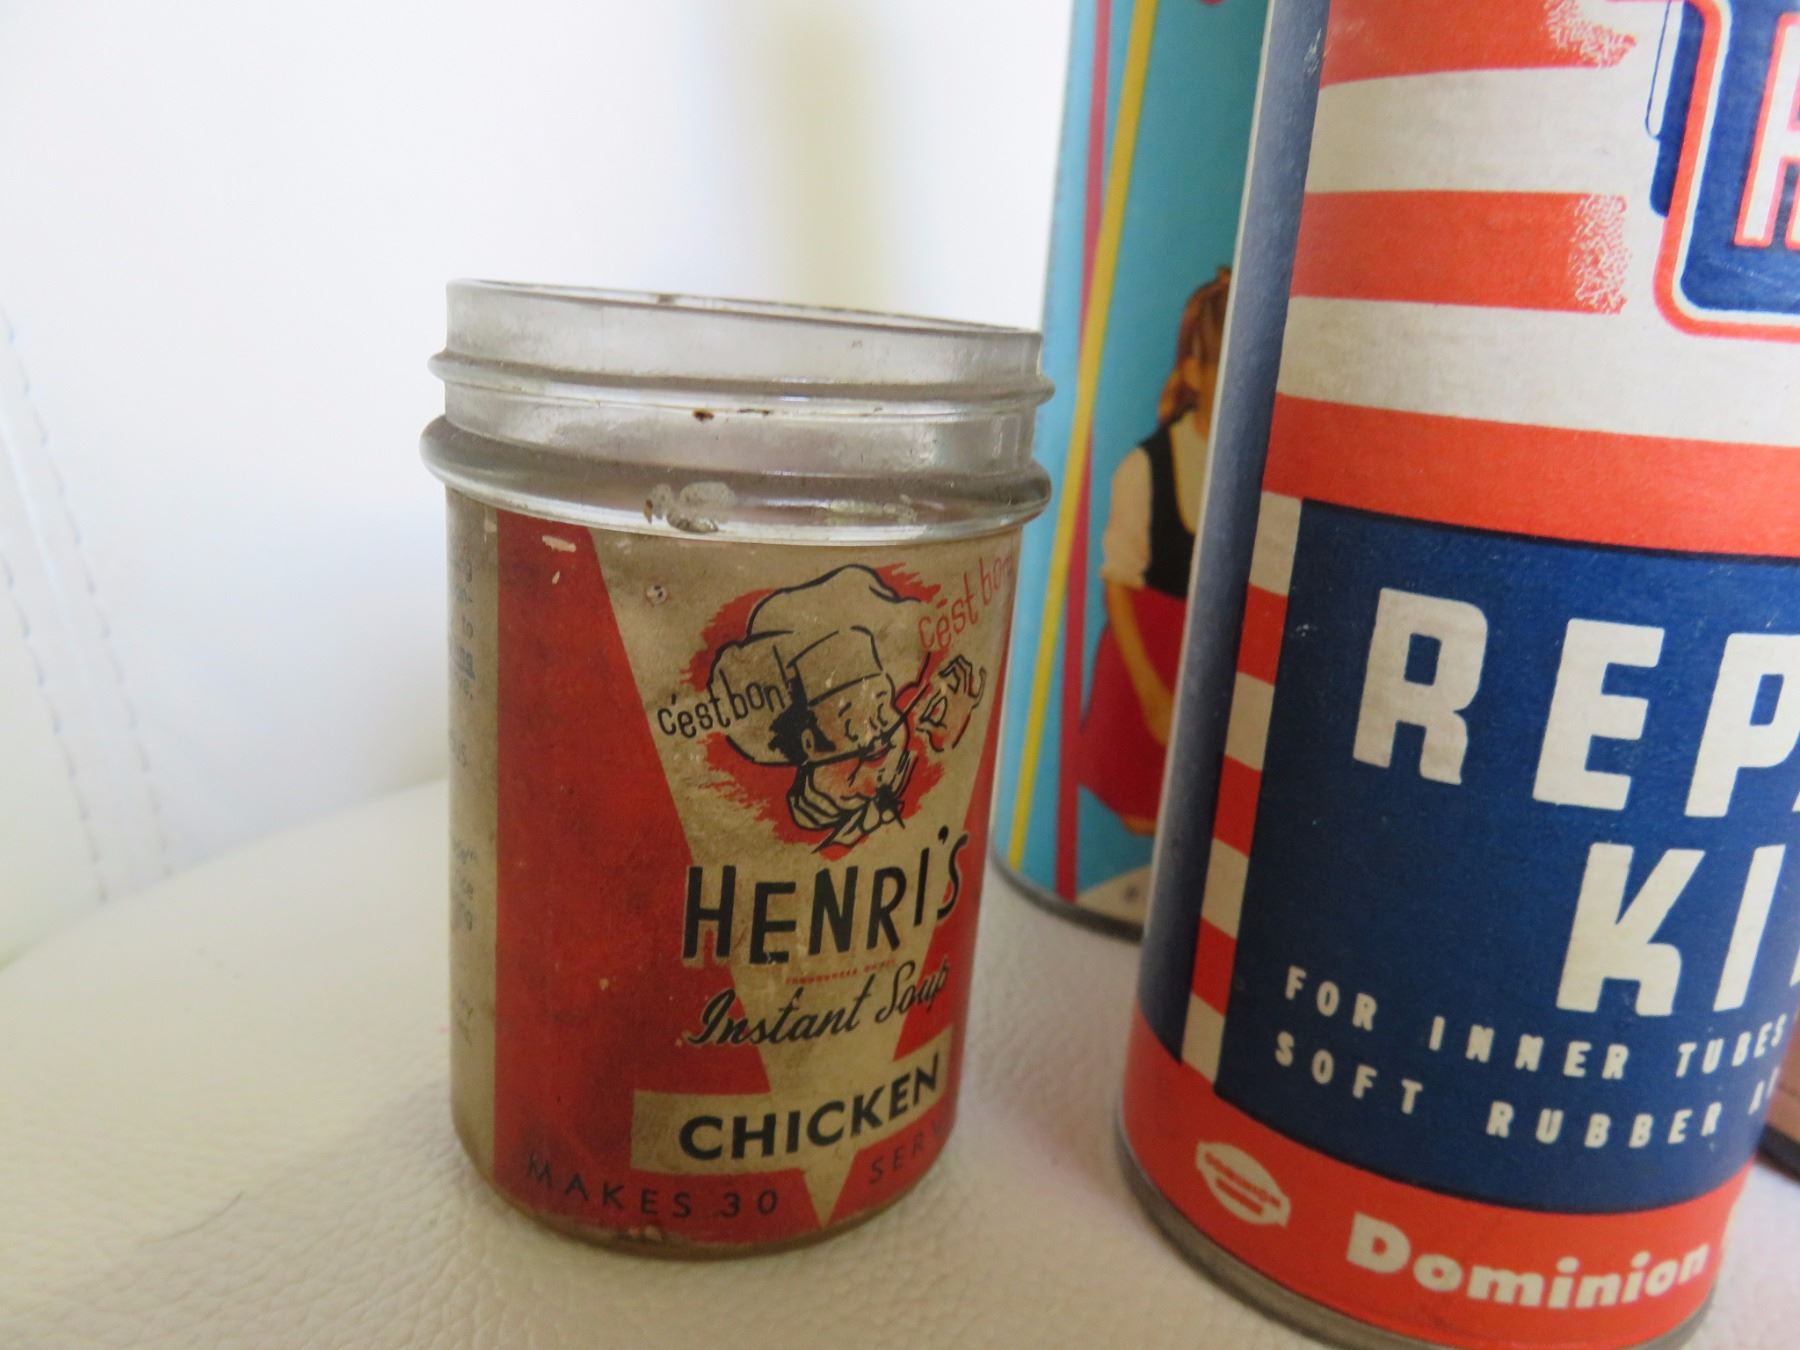 c'est bon
c'est bon!
HENRI'S
Instant Soup
CHICKEN
MAKES 30
REP
KI
FOR INNER TUBES
SOFT RUBBER
Dominion